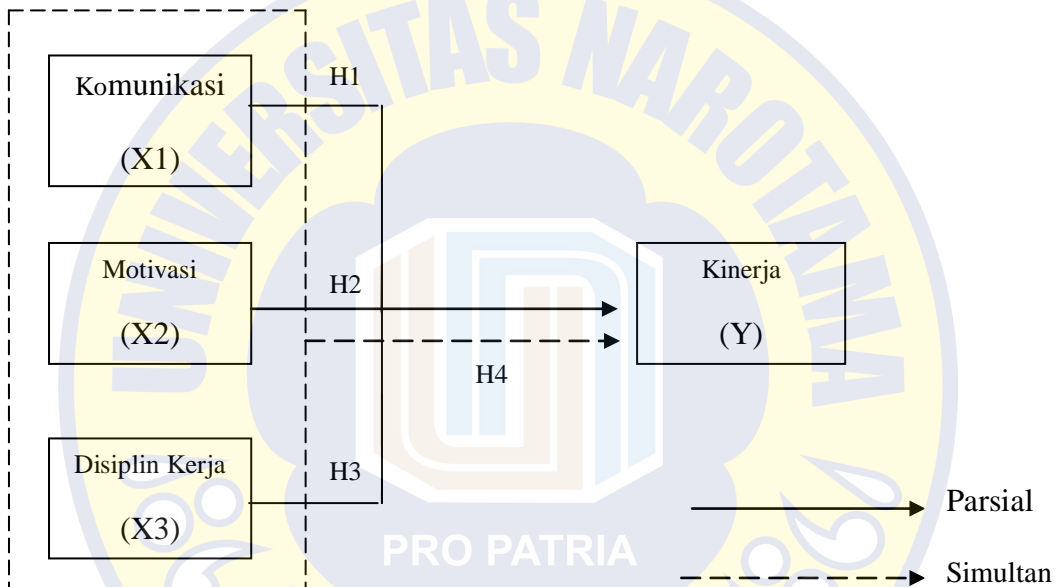 Komunikasi
(X1)
H1
Motivasi
(X2)
H2
Kinerja
(Y)
H4
Disiplin Kerja
(X3)
H3
Parsial
Simultan
UNIVERSITAS NAROTAMA
PRO PATRIA